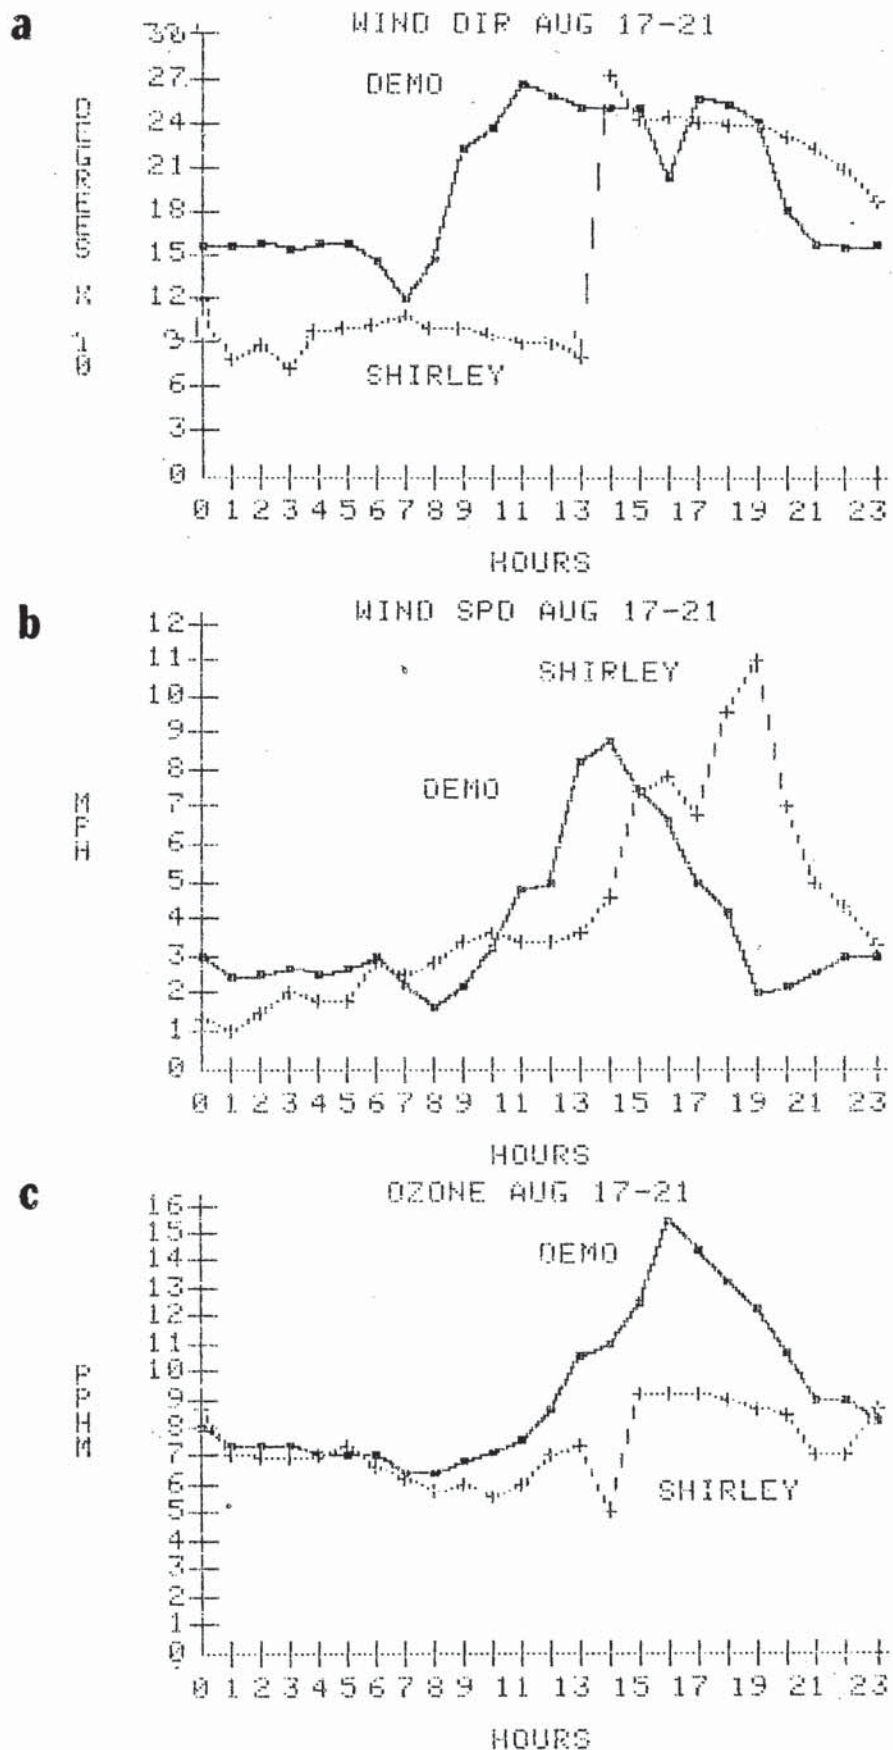 a
WIND DIR AUG 17-21
30
27
24
21
18
15
12
9
6
3
0
DEGREES X 10
DEMO
SHIRLEY
0 1 2 3 4 5 6 7 8 9 11 13 15 17 19 21 23
HOURS
b
WIND SPD AUG 17-21
12
11
10
9
8
7
6
5
4
3
2
1
0
MPH
SHIRLEY
DEMO
0 1 2 3 4 5 6 7 8 9 11 13 15 17 19 21 23
HOURS
c
OZONE AUG 17-21
16
15
14
13
12
11
10
9
8
7
6
5
4
3
2
1
0
PPHM
DEMO
SHIRLEY
0 1 2 3 4 5 6 7 8 9 11 13 15 17 19 21 23
HOURS